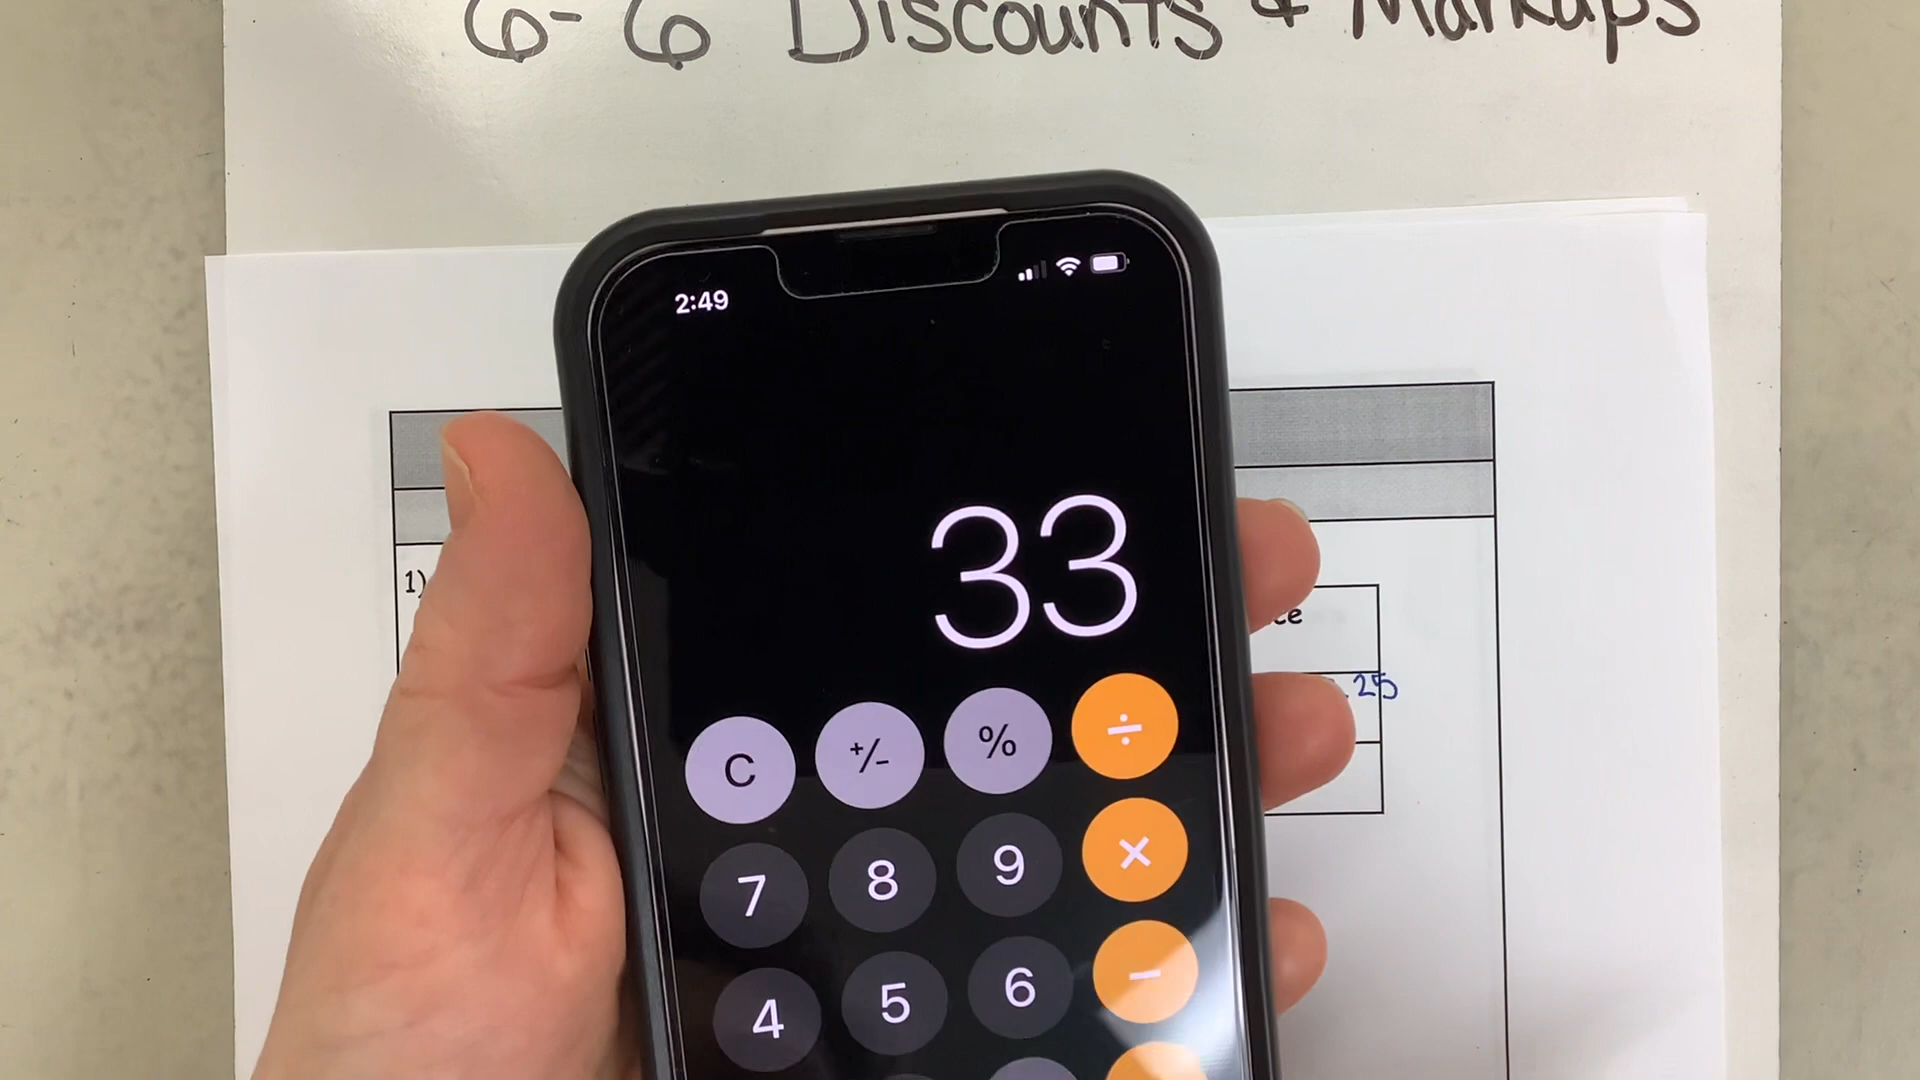 6-6 Discounts & Markups
2:49
33
1)
C +/- % ÷
ce
.25
7 8 9 ×
4 5 6 −